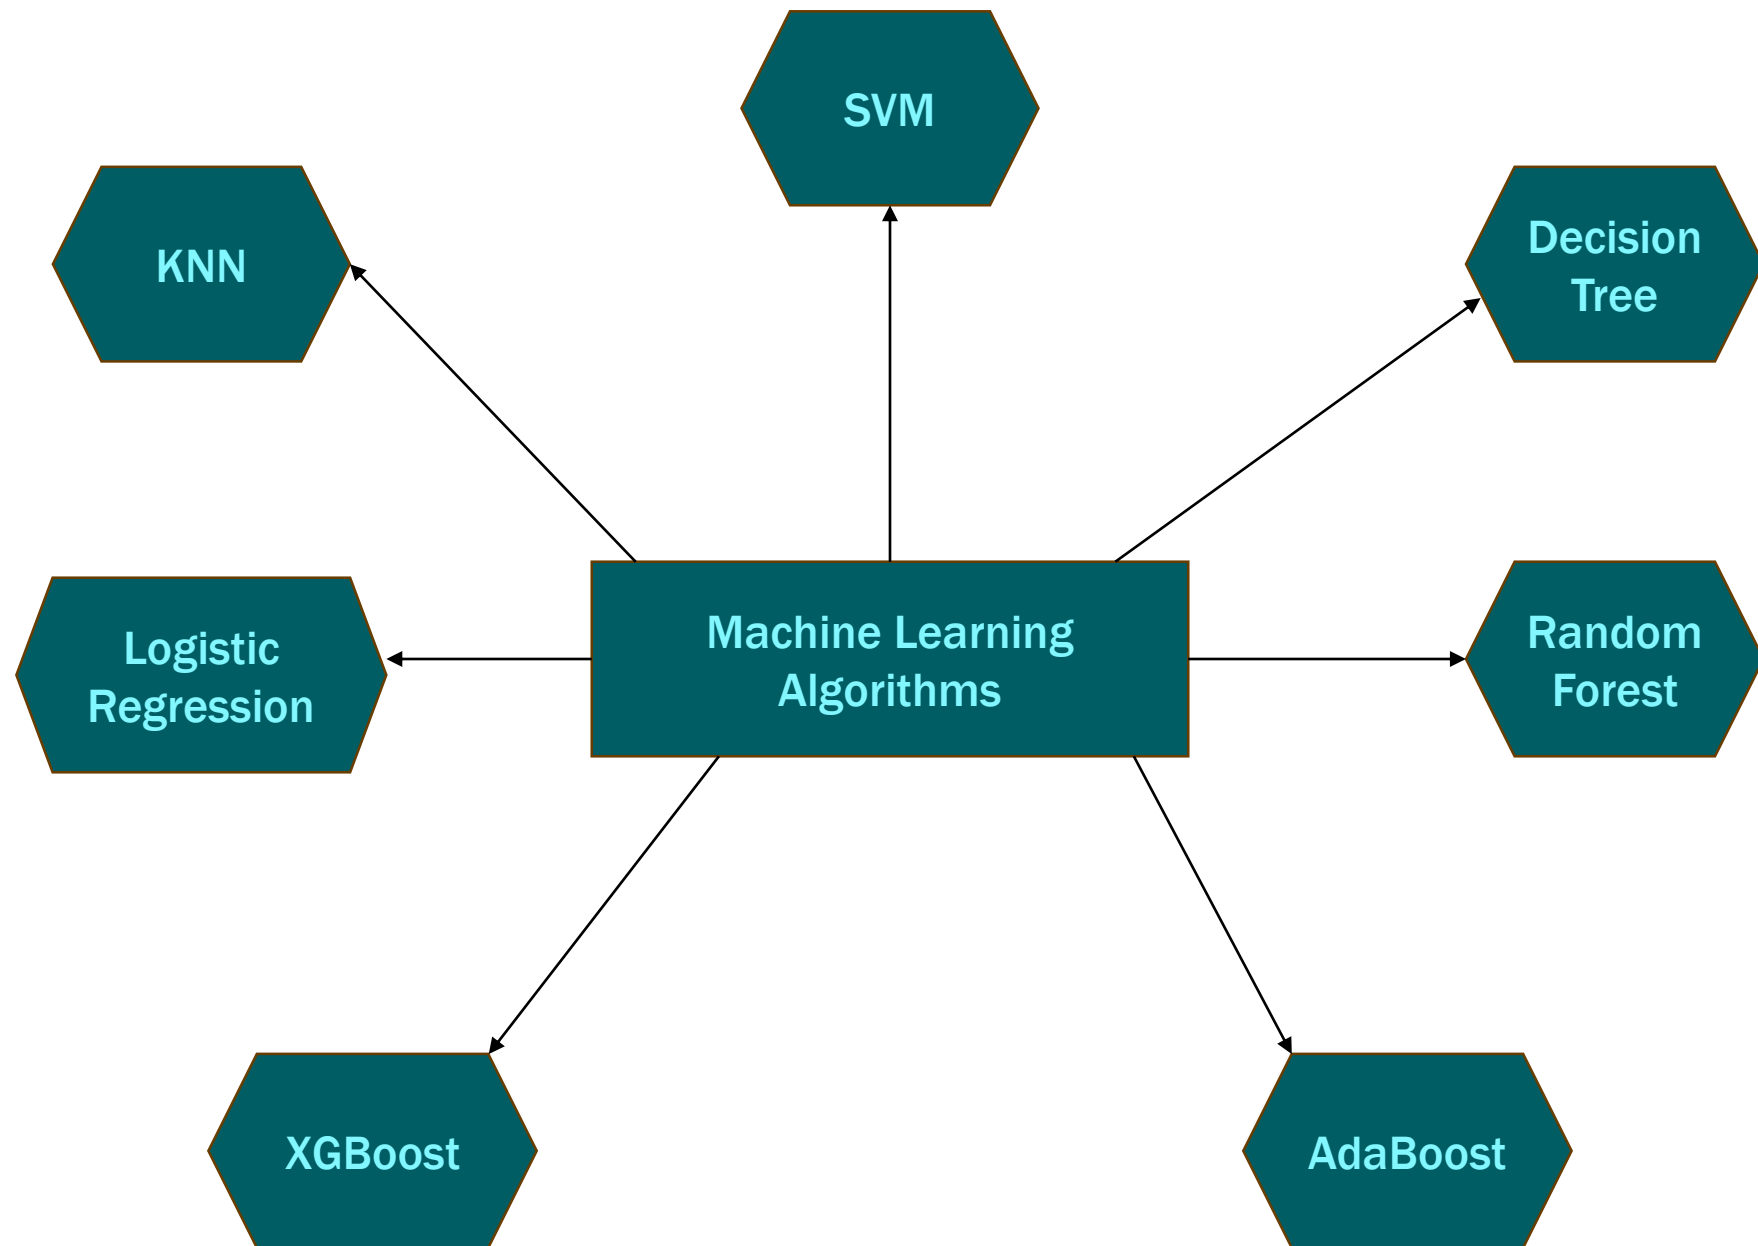 SVM
KNN
Decision
Tree
Machine Learning
Algorithms
Logistic
Regression
Random
Forest
XGBoost
AdaBoost